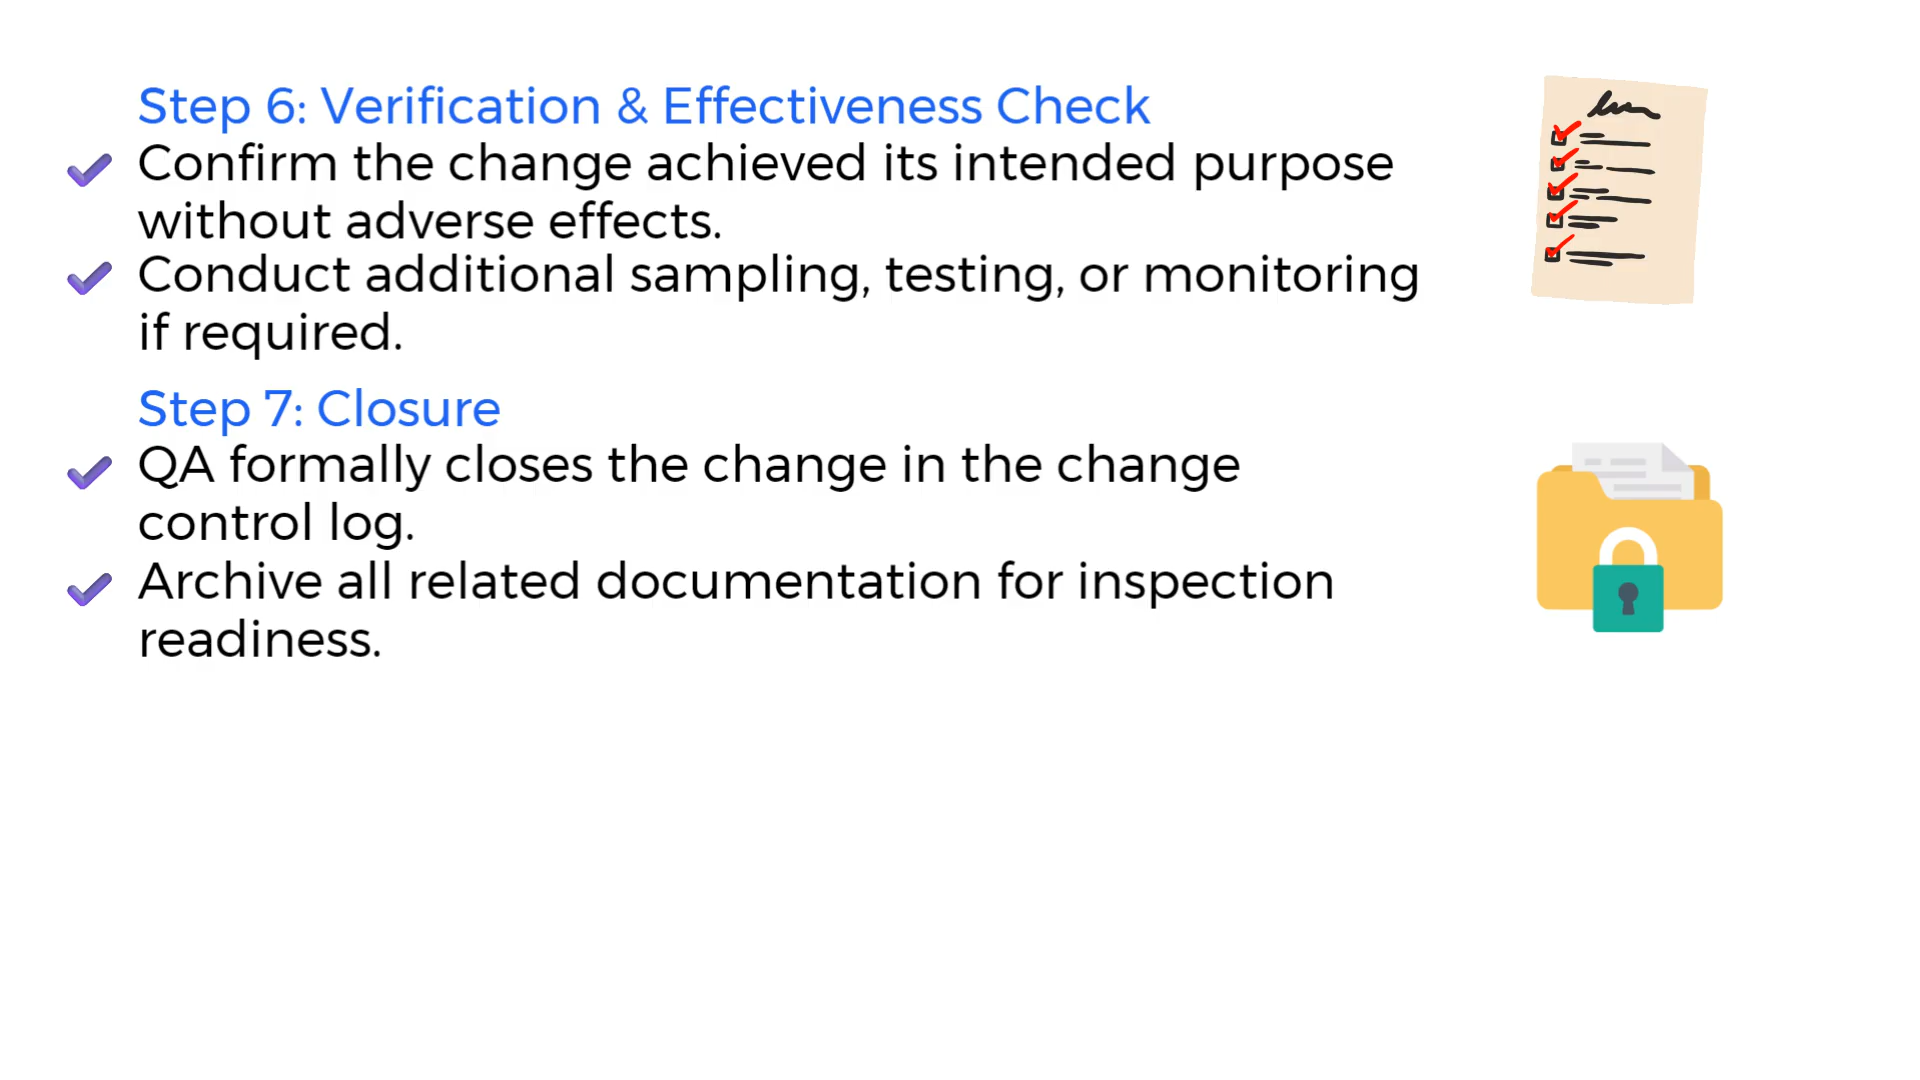 Step 6: Verification & Effectiveness Check
Confirm the change achieved its intended purpose
without adverse effects.
Conduct additional sampling, testing, or monitoring
if required.
Step 7: Closure
QA formally closes the change in the change
control log.
Archive all related documentation for inspection
readiness.